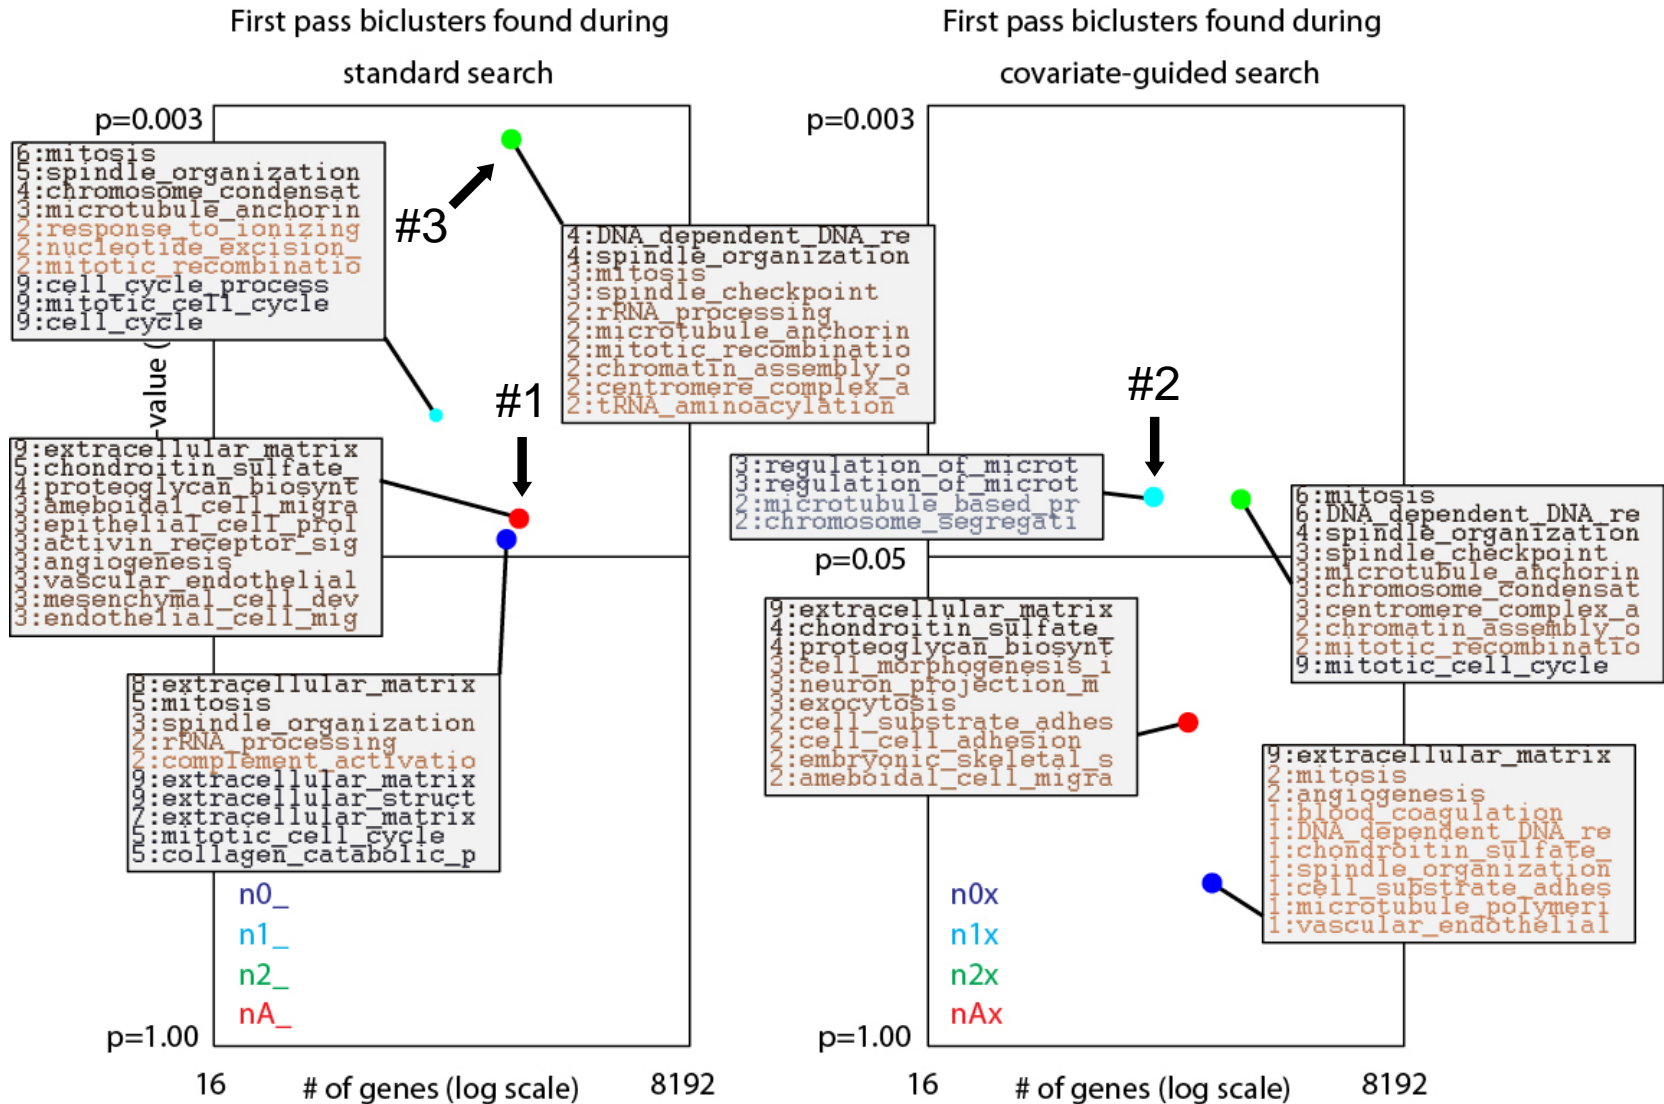 First pass biclusters found during
standard search
First pass biclusters found during
covariate-guided search
p=0.003
6:mitosis
5:spindle_organization
4:chromosome_condensat
3:microtubule_anchorin
2:response_to_ionizing
2:nucleotide_excision_
2:mitotic_recombinatio
9:cell_cycle_process
9:mitotic_cell_cycle
9:cell_cycle
#3
4:DNA_dependent_DNA_re
4:spindle_organization
3:mitosis
3:spindle_checkpoint
2:rRNA_processing
2:microtubule_anchorin
2:mitotic_recombinatio
2:chromatin_assembly_o
2:centromere_complex_a
2:tRNA_aminoacylation
-value (
#1
9:extracellular_matrix
5:chondroitin_sulfate_
4:proteoglycan_biosynt
3:ameboidal_cell_migra
3:epithelial_cell_prol
3:activin_receptor_sig
3:angiogenesis
3:vascular_endothelial
3:mesenchymal_cell_dev
3:endothelial_cell_mig
8:extracellular_matrix
5:mitosis
3:spindle_organization
2:rRNA_processing
2:complement_activatio
9:extracellular_matrix
9:extracellular_struct
7:extracellular_matrix
5:mitotic_cell_cycle
5:collagen_catabolic_p
n0_
n1_
n2_
nA_
p=1.00
16
# of genes (log scale)
8192
p=0.003
#2
3:regulation_of_microt
3:regulation_of_microt
2:microtubule_based_pr
2:chromosome_segregati
p=0.05
6:mitosis
6:DNA_dependent_DNA_re
4:spindle_organization
3:spindle_checkpoint
3:microtubule_anchorin
3:chromosome_condensat
3:centromere_complex_a
2:chromatin_assembly_o
2:mitotic_recombinatio
9:mitotic_cell_cycle
9:extracellular_matrix
4:chondroitin_sulfate_
4:proteoglycan_biosynt
3:cell_morphogenesis_i
3:neuron_projection_m
3:exocytosis
2:cell_substrate_adhes
2:cell_cell_adhesion
2:embryonic_skeletal_s
2:ameboidal_cell_migra
9:extracellular_matrix
2:mitosis
2:angiogenesis
1:blood_coagulation
1:DNA_dependent_DNA_re
1:chondroitin_sulfate_
1:spindle_organization
1:cell_substrate_adhes
1:microtubule_polymeri
1:vascular_endothelial
n0x
n1x
n2x
nAx
p=1.00
16
# of genes (log scale)
8192